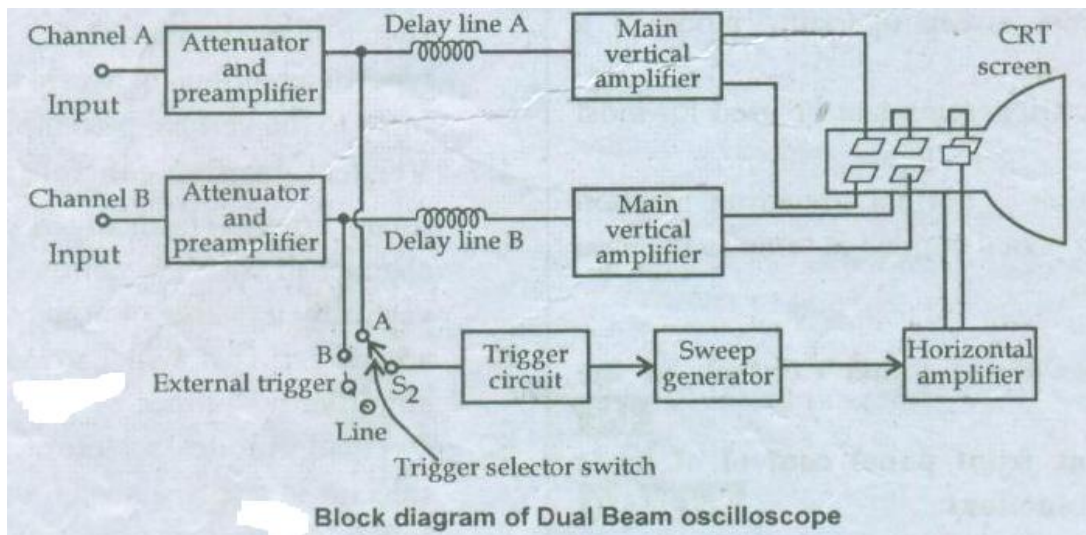 Channel A
Input
Attenuator
and
preamplifier
Delay line A
Main
vertical
amplifier
CRT
screen
Channel B
Input
Attenuator
and
preamplifier
Delay line B
Main
vertical
amplifier
A
B
S2
External trigger
Line
Trigger
circuit
Sweep
generator
Horizontal
amplifier
Trigger selector switch
Block diagram of Dual Beam oscilloscope